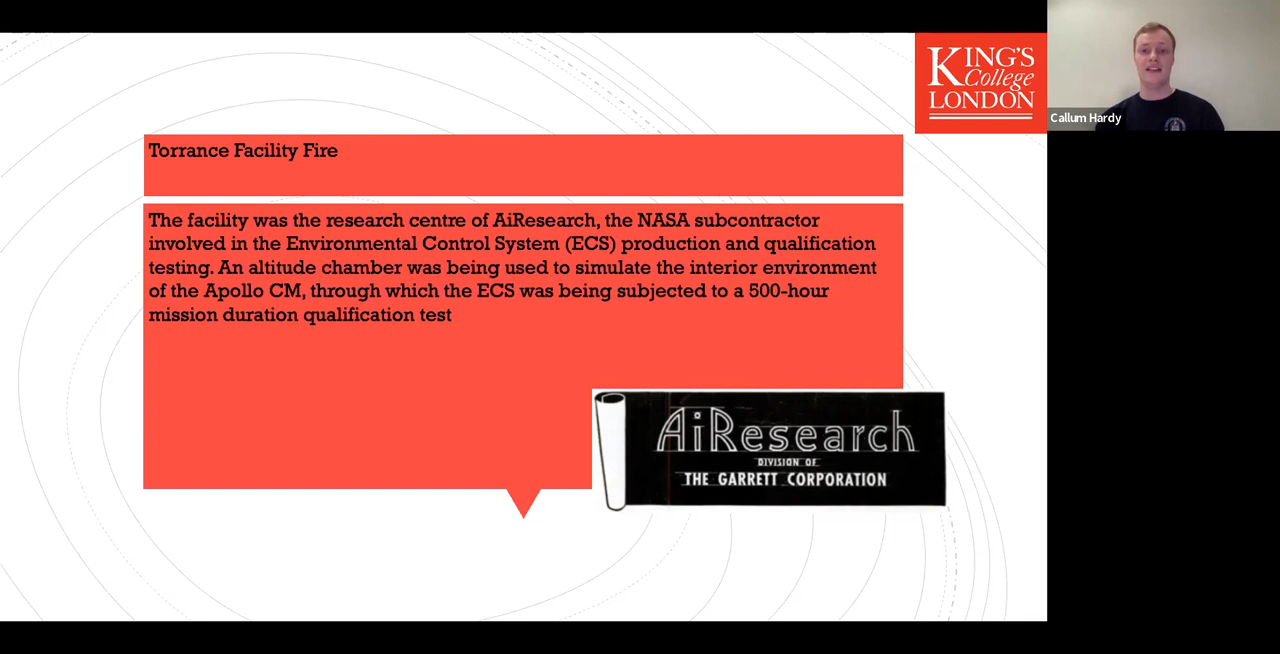 KING'S
College
LONDON
Callum Hardy
Torrance Facility Fire
The facility was the research centre of AiResearch, the NASA subcontractor
involved in the Environmental Control System (ECS) production and qualification
testing. An altitude chamber was being used to simulate the interior environment
of the Apollo CM, through which the ECS was being subjected to a 500-hour
mission duration qualification test
AiResearch
DIVISION OF
THE GARRETT CORPORATION